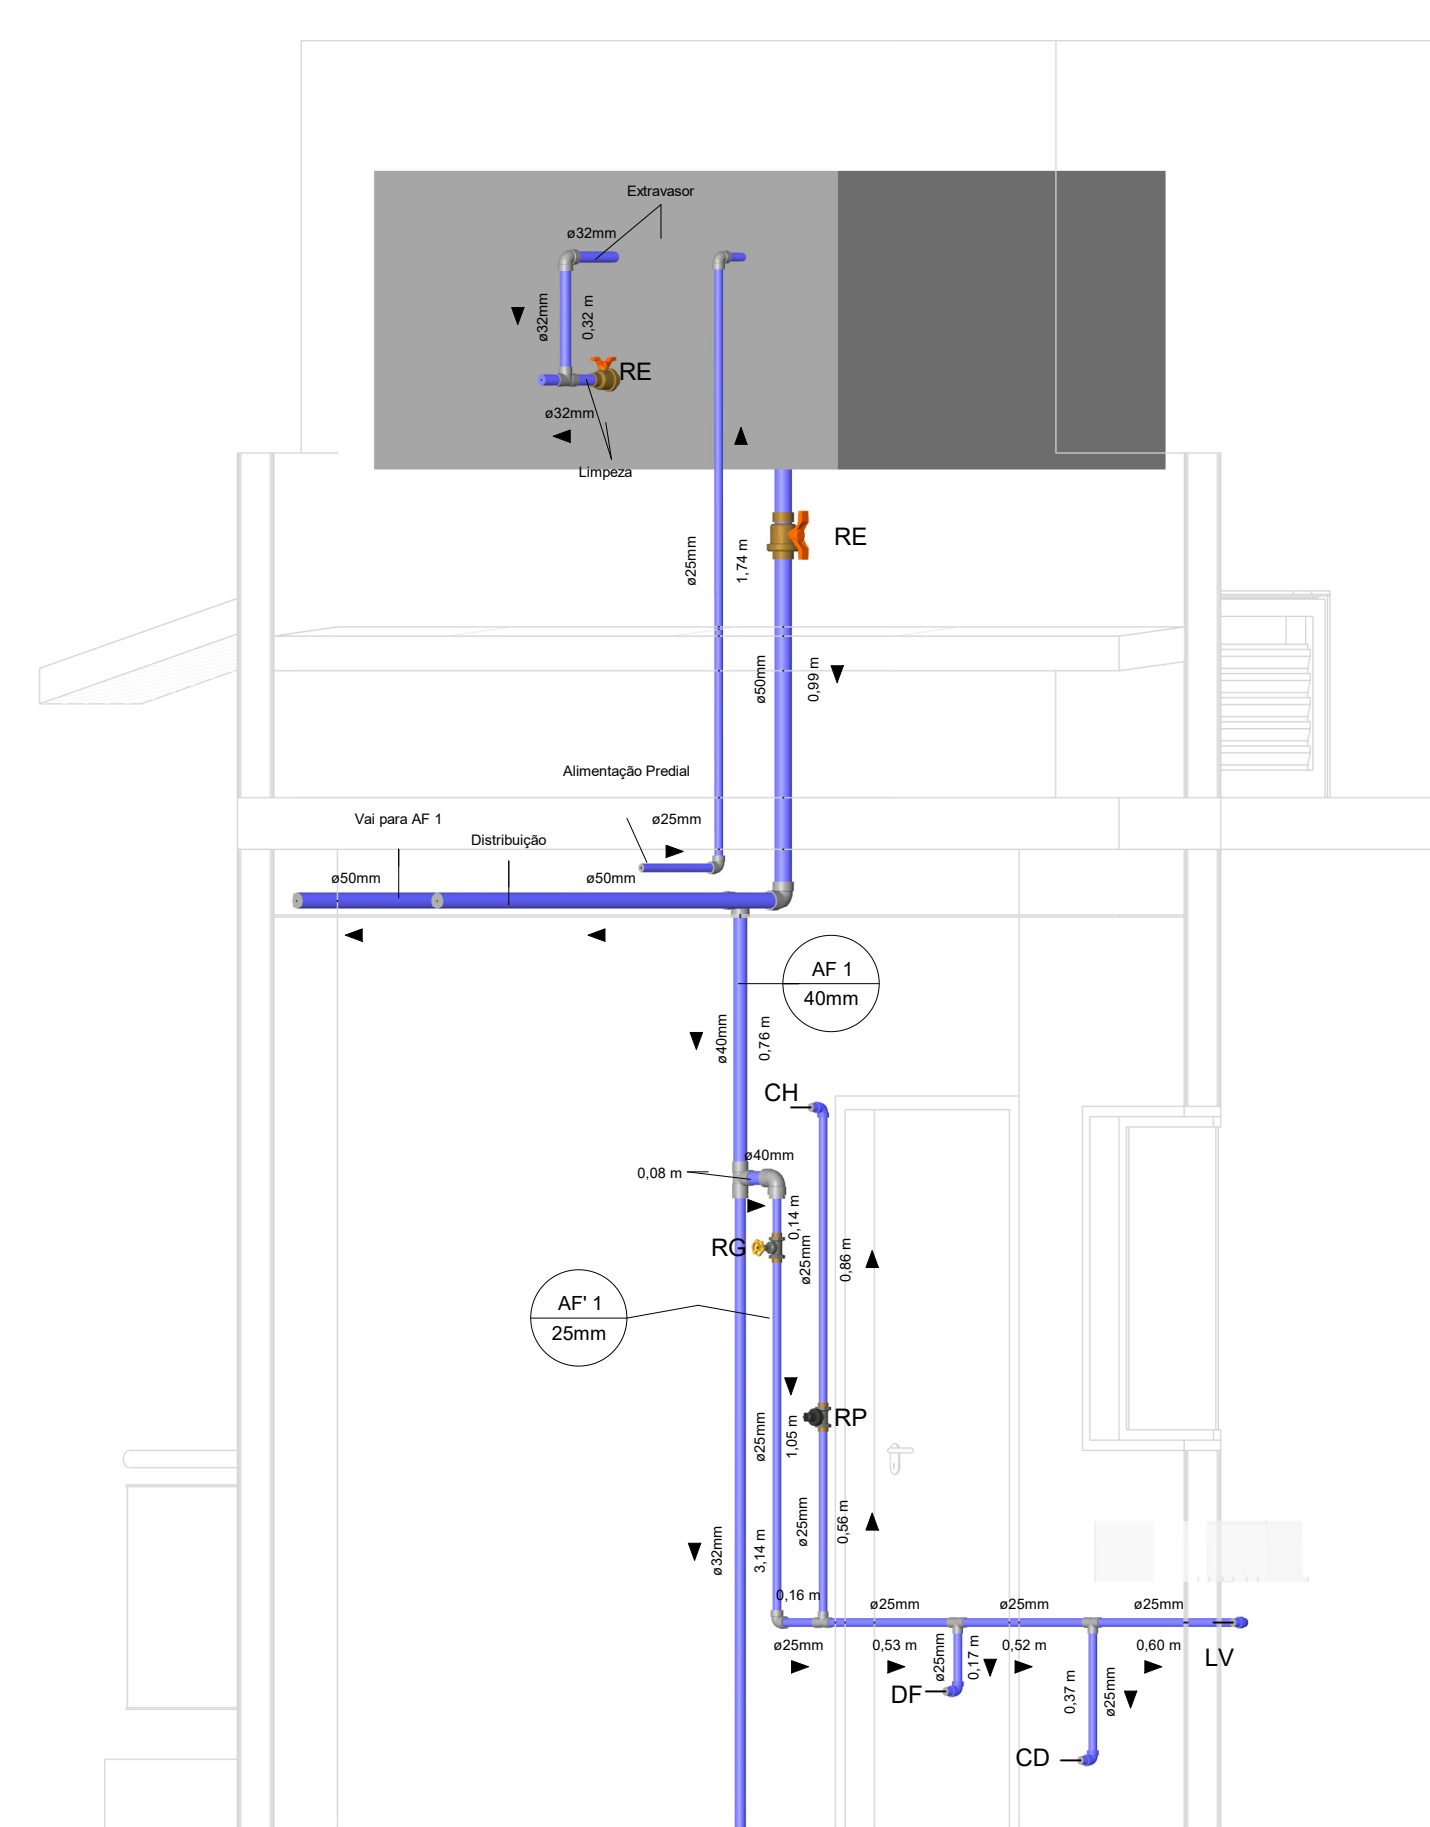 Extravasor
ø32mm
ø32mm
0,32 m
RE
ø32mm
Limpeza
RE
ø25mm
1,74 m
ø50mm
0,99 m
Alimentação Predial
Vai para AF 1
ø25mm
Distribuição
ø50mm
ø50mm
AF 1
40mm
ø40mm
0,76 m
CH
ø40mm
0,08 m
0,14 m
RG
ø25mm
0,86 m
AF' 1
25mm
RP
ø25mm
1,05 m
ø25mm
0,56 m
ø32mm
3,14 m
0,16 m
ø25mm
ø25mm
ø25mm
ø25mm
0,53 m
ø25mm
0,17 m
0,52 m
0,60 m
LV
DF
0,37 m
ø25mm
CD